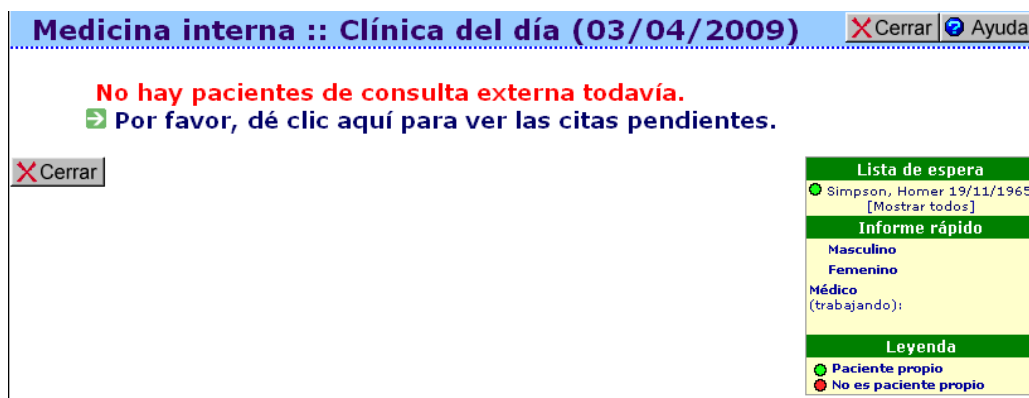 Medicina interna :: Clínica del día (03/04/2009)
Cerrar
Ayuda
No hay pacientes de consulta externa todavía.
Por favor, dé clic aquí para ver las citas pendientes.
Cerrar
Lista de espera
Simpson, Homer 19/11/1965
[Mostrar todos]
Informe rápido
Masculino
Femenino
Médico
(trabajando):
Leyenda
Paciente propio
No es paciente propio